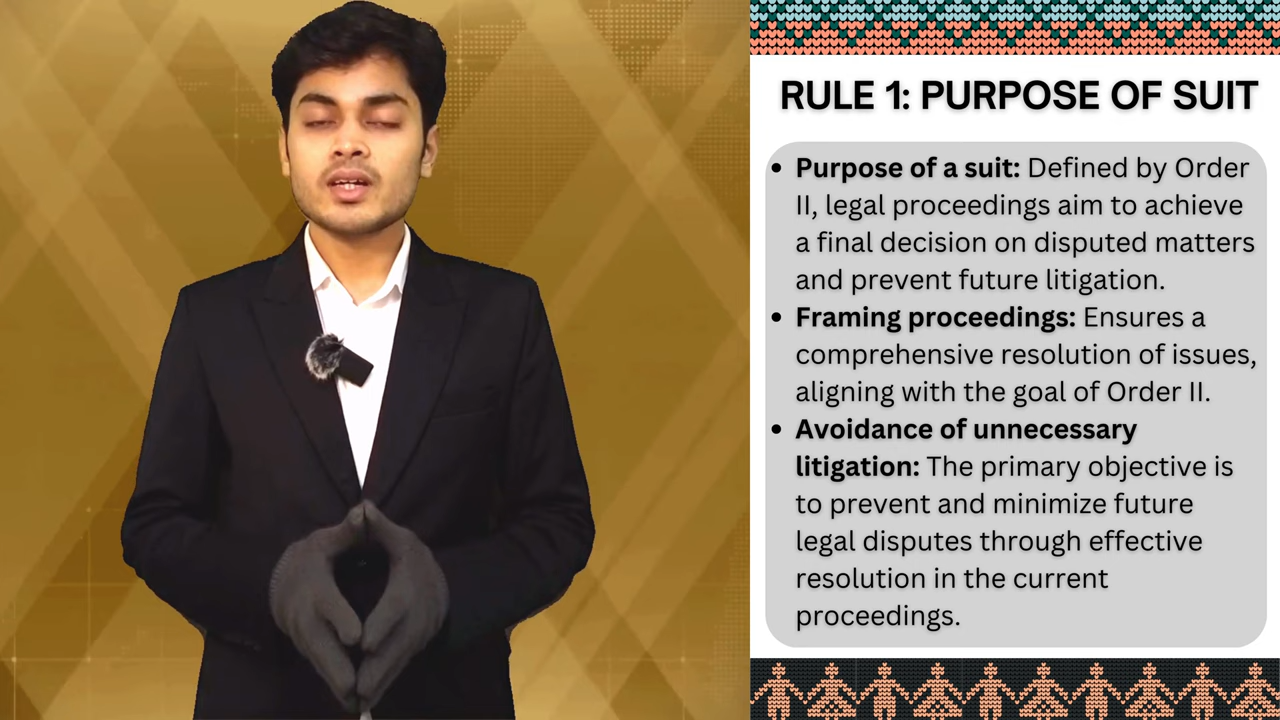 RULE 1: PURPOSE OF SUIT
• Purpose of a suit: Defined by Order
II, legal proceedings aim to achieve
a final decision on disputed matters
and prevent future litigation.
• Framing proceedings: Ensures a
comprehensive resolution of issues,
aligning with the goal of Order II.
• Avoidance of unnecessary
litigation: The primary objective is
to prevent and minimize future
legal disputes through effective
resolution in the current
proceedings.